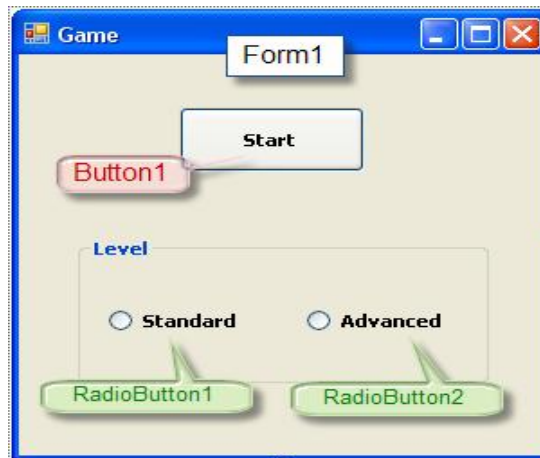 Game
Form1
Start
Button1
Level
Standard
Advanced
RadioButton1
RadioButton2